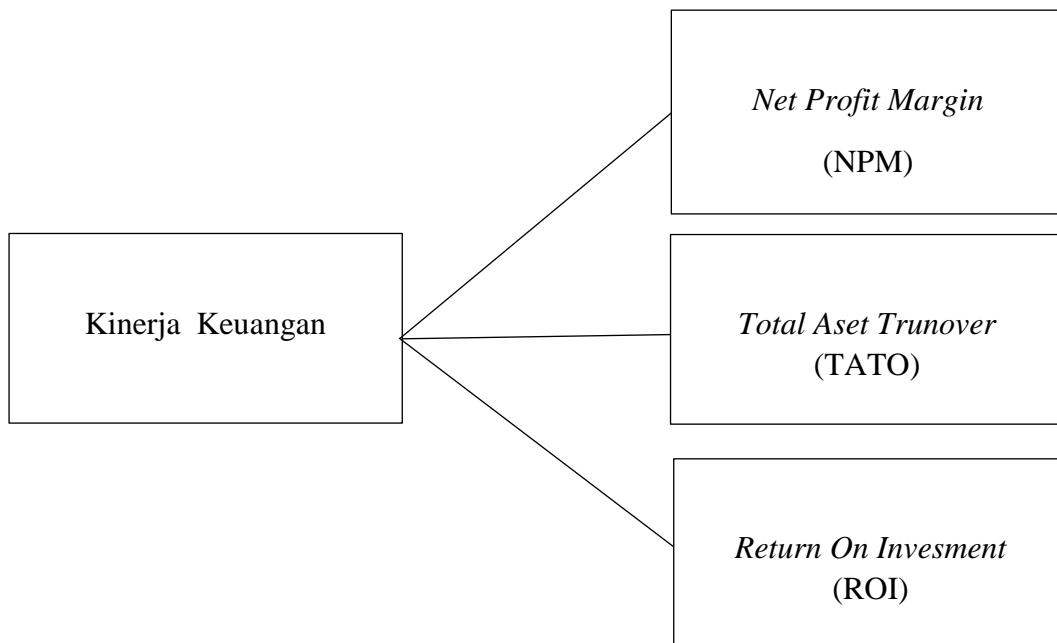 Net Profit Margin
(NPM)
Kinerja Keuangan
Total Aset Trunover
(TATO)
Return On Invesment
(ROI)